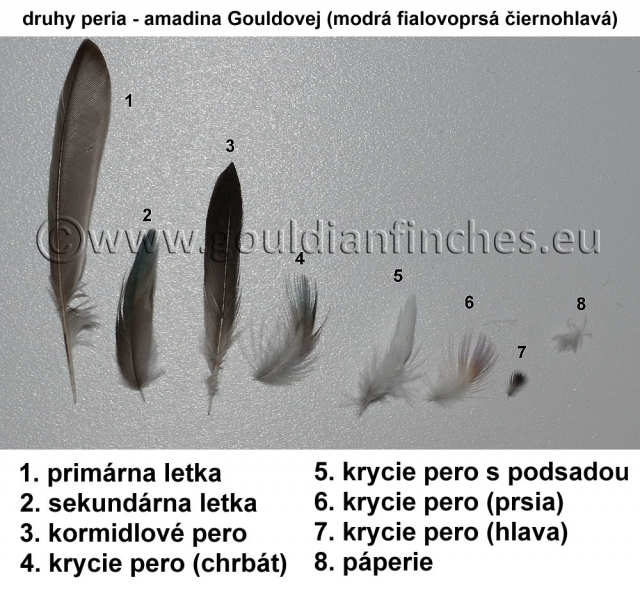 druhy peria - amadina Gouldovej (modrá fialovoprsá čiernohlavá)
1
3
2
©www.gouldianfinches.eu
4
5
6
8
7
1. primárna letka
2. sekundárna letka
3. kormidlové pero
4. krycie pero (chrbát)
5. krycie pero s podsadou
6. krycie pero (prsia)
7. krycie pero (hlava)
8. páperie